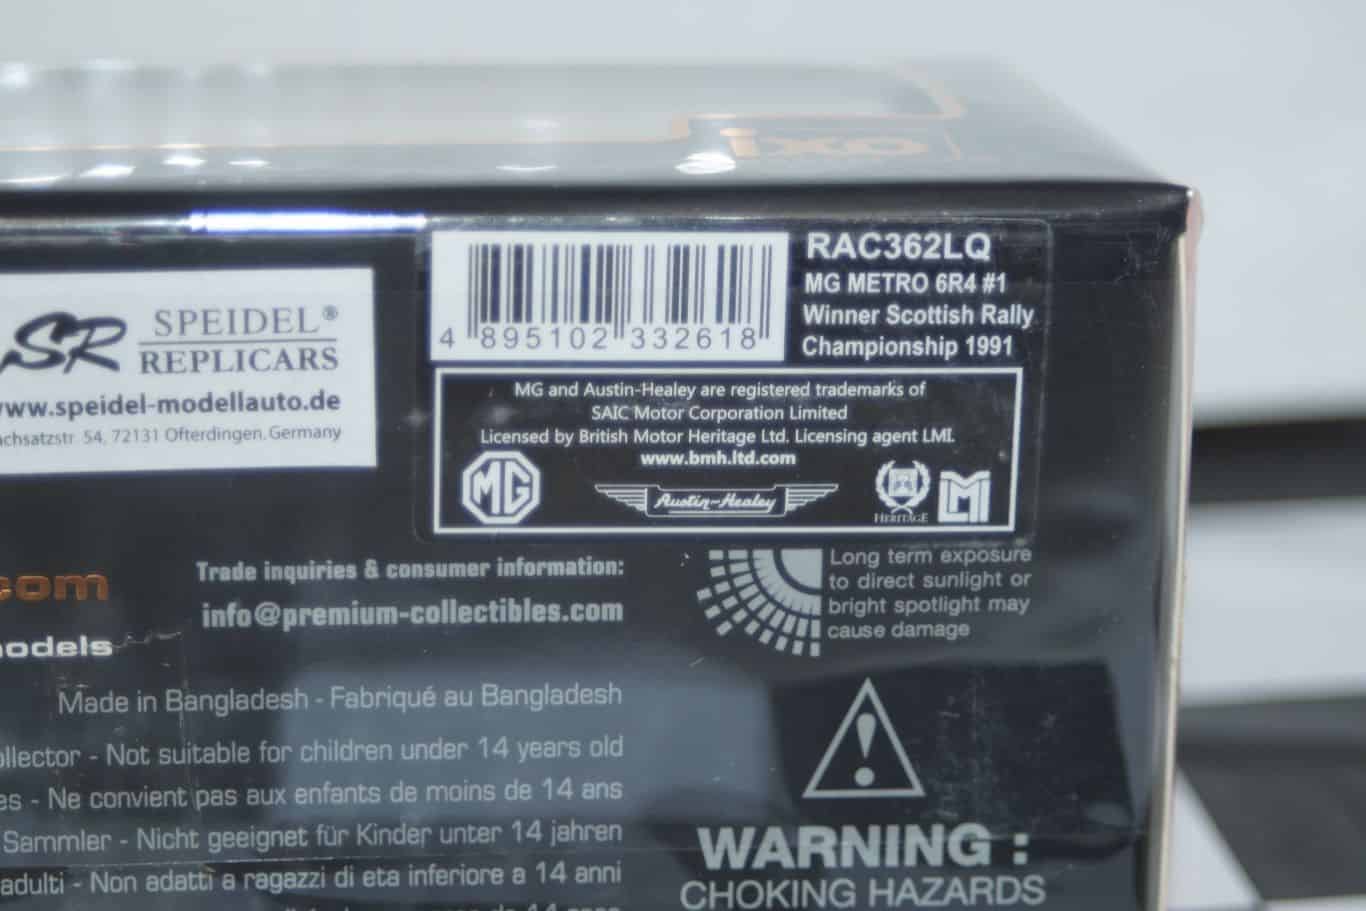 ixo
RAC362LQ
MG METRO 6R4 #1
Winner Scottish Rally
Championship 1991
4 895102 332618
SR SPEIDEL®
REPLICARS
www.speidel-modellauto.de
54, 72131 Ofterdingen, Germany
MG and Austin-Healey are registered trademarks of
SAIC Motor Corporation Limited
Licensed by British Motor Heritage Ltd. Licensing agent LMI.
www.bmh.ltd.com
MG
Austin-Healey
HERITAGE
LMI
.com
odels
Trade inquiries & consumer information:
info@premium-collectibles.com
Long term exposure
to direct sunlight or
bright spotlight may
cause damage
Made in Bangladesh - Fabriqué au Bangladesh
ollector - Not suitable for children under 14 years old
es - Ne convient pas aux enfants de moins de 14 ans
Sammler - Nicht geeignet für Kinder unter 14 jahren
adulti - Non adatti a ragazzi di eta inferiore a 14 anni
WARNING :
CHOKING HAZARDS